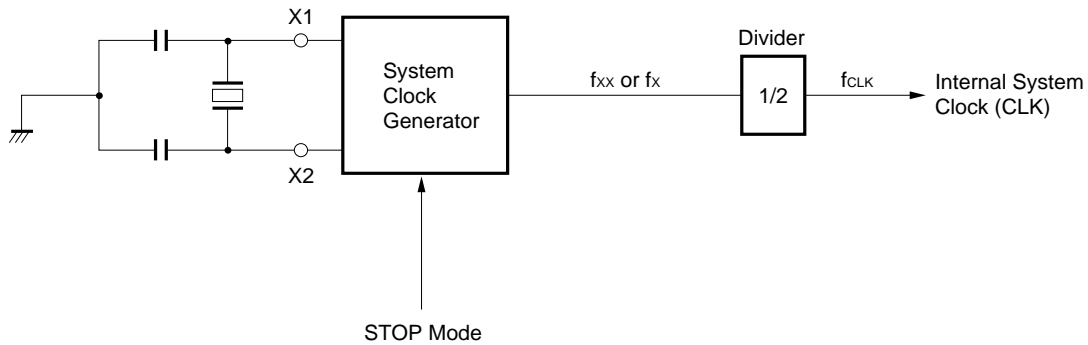 X1
System
Clock
Generator
X2
STOP Mode
fXX or fX
Divider
1/2
fCLK
Internal System
Clock (CLK)